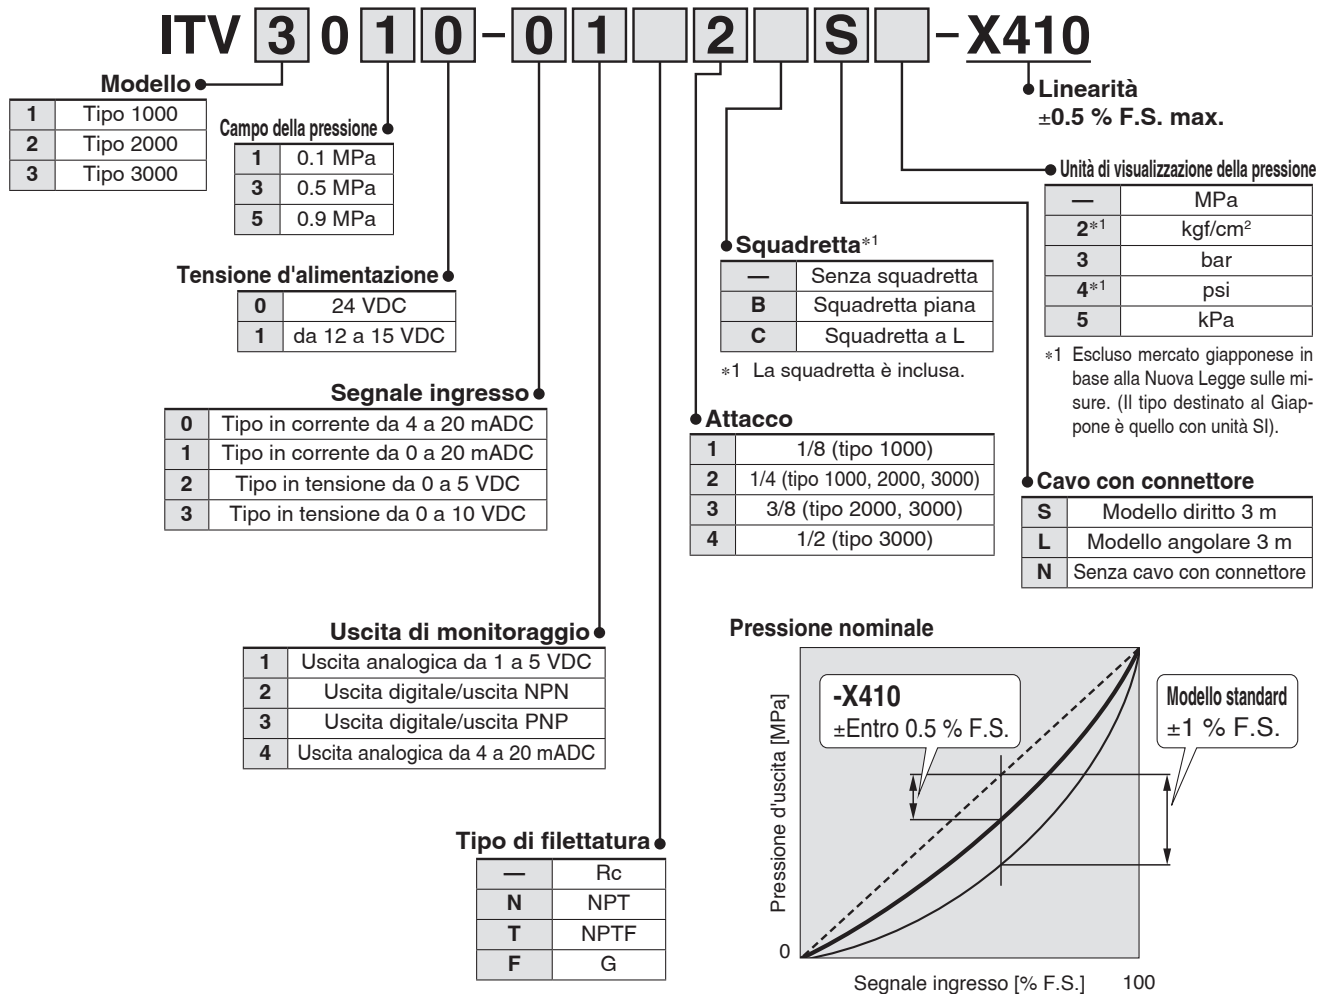 ITV 3 0 1 0 - 0 1 2 S - X410
Modello
1 Tipo 1000
2 Tipo 2000
3 Tipo 3000
Campo della pressione
1 0.1 MPa
3 0.5 MPa
5 0.9 MPa
Tensione d'alimentazione
0 24 VDC
1 da 12 a 15 VDC
Segnale ingresso
0 Tipo in corrente da 4 a 20 mADC
1 Tipo in corrente da 0 a 20 mADC
2 Tipo in tensione da 0 a 5 VDC
3 Tipo in tensione da 0 a 10 VDC
Uscita di monitoraggio
1 Uscita analogica da 1 a 5 VDC
2 Uscita digitale/uscita NPN
3 Uscita digitale/uscita PNP
4 Uscita analogica da 4 a 20 mADC
Tipo di filettatura
— Rc
N NPT
T NPTF
F G
Linearità
±0.5 % F.S. max.
Unità di visualizzazione della pressione
— MPa
2*1 kgf/cm²
3 bar
4*1 psi
5 kPa
*1 Escluso mercato giapponese in
base alla Nuova Legge sulle mi-
sure. (Il tipo destinato al Giap-
pone è quello con unità SI).
Squadretta*1
— Senza squadretta
B Squadretta piana
C Squadretta a L
*1 La squadretta è inclusa.
Attacco
1 1/8 (tipo 1000)
2 1/4 (tipo 1000, 2000, 3000)
3 3/8 (tipo 2000, 3000)
4 1/2 (tipo 3000)
Cavo con connettore
S Modello diritto 3 m
L Modello angolare 3 m
N Senza cavo con connettore
Pressione nominale
-X410
±Entro 0.5 % F.S.
Modello standard
±1 % F.S.
Pressione d'uscita [MPa]
0
Segnale ingresso [% F.S.] 100